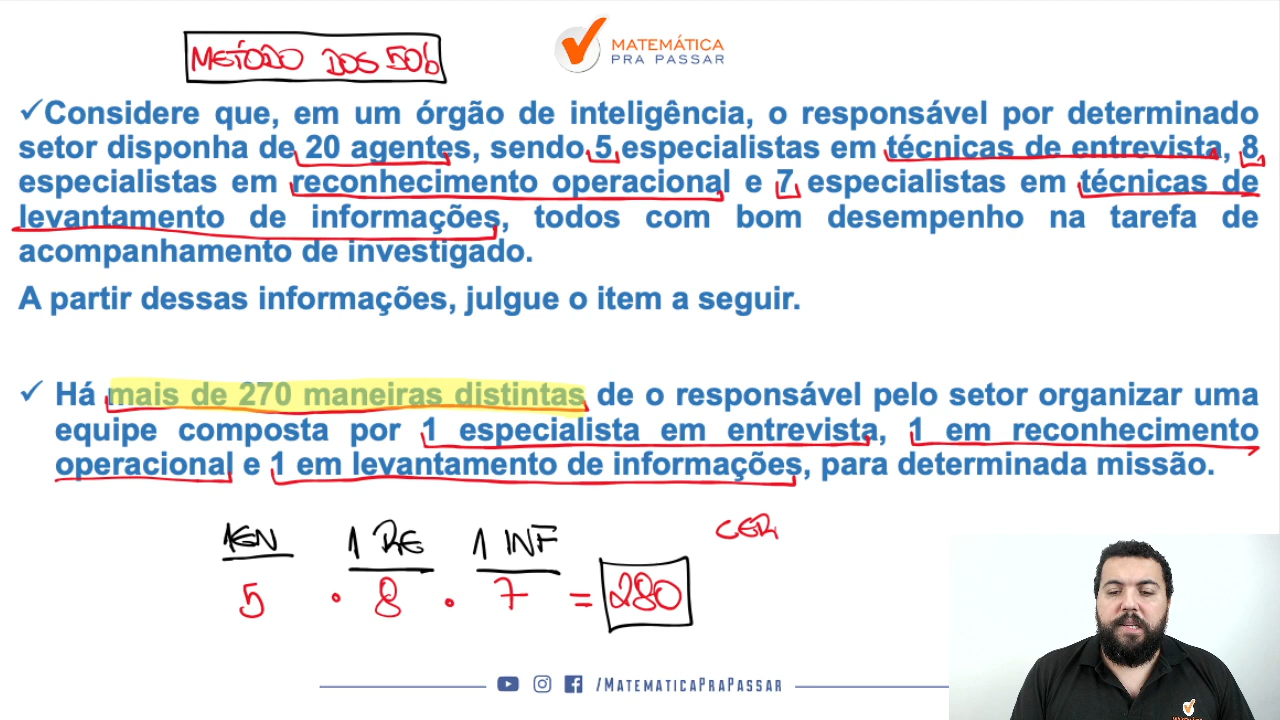 METODO DOS 50%
MATEMÁTICA
PRA PASSAR
✓Considere que, em um órgão de inteligência, o responsável por determinado
setor disponha de 20 agentes, sendo 5 especialistas em técnicas de entrevista, 8
especialistas em reconhecimento operacional e 7 especialistas em técnicas de
levantamento de informações, todos com bom desempenho na tarefa de
acompanhamento de investigado.
A partir dessas informações, julgue o item a seguir.
✓ Há mais de 270 maneiras distintas de o responsável pelo setor organizar uma
equipe composta por 1 especialista em entrevista, 1 em reconhecimento
operacional e 1 em levantamento de informações, para determinada missão.
1EN 1 RE 1 INF CER
5 · 8 · 7 = 280
/MATEMATICAPRAPASSAR